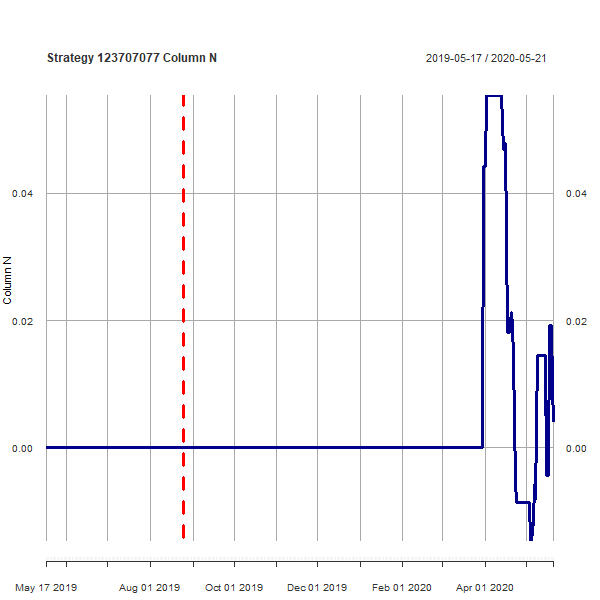 Strategy 123707077 Column N
2019-05-17 / 2020-05-21
Column N
0.04
0.04
0.02
0.02
0.00
0.00
May 17 2019
Aug 01 2019
Oct 01 2019
Dec 01 2019
Feb 01 2020
Apr 01 2020